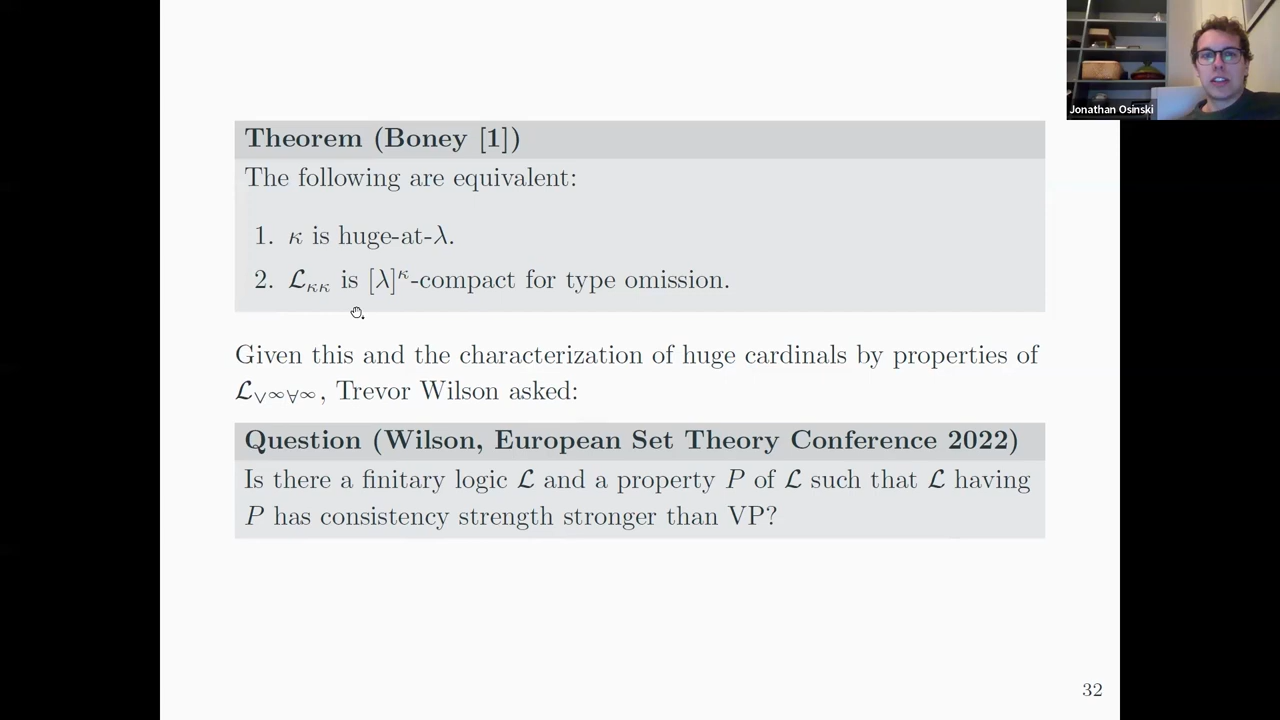 Jonathan Osinski
Theorem (Boney [1])
The following are equivalent:
1. κ is huge-at-λ.
2. 𝓛κκ is [λ]^κ-compact for type omission.
Given this and the characterization of huge cardinals by properties of
𝓛∨∞∀∞, Trevor Wilson asked:
Question (Wilson, European Set Theory Conference 2022)
Is there a finitary logic 𝓛 and a property P of 𝓛 such that 𝓛 having
P has consistency strength stronger than VP?
32